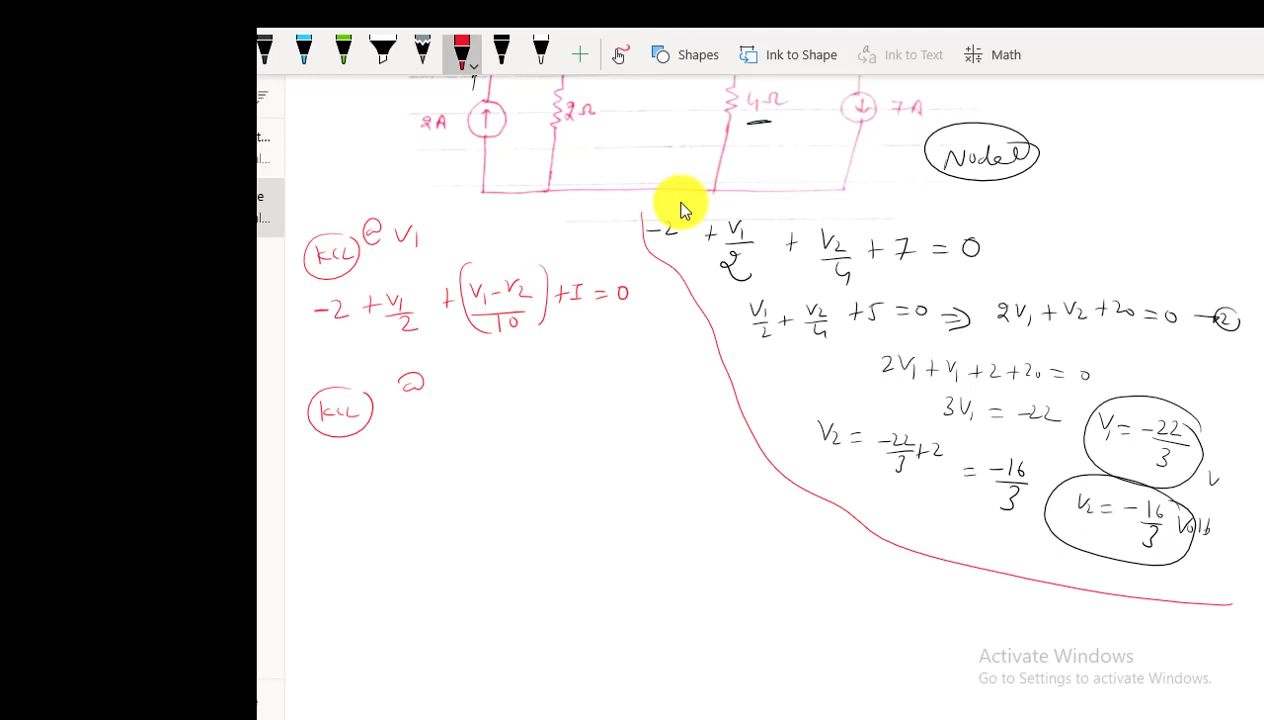 Shapes Ink to Shape Ink to Text Math
2A 2Ω 4Ω 7A
Nodal
KCL @ V₁
-2 + V₁/2 + ((V₁-V₂)/10) + I = 0
KCL @
-2 + V₁/2 + V₂/4 + 7 = 0
V₁/2 + V₂/4 + 5 = 0 ⇒ 2V₁ + V₂ + 20 = 0 → ②
2V₁ + V₁ + 2 + 20 = 0
3V₁ = -22
V₁ = -22/3 V
V₂ = -22/3 + 2 = -16/3
V₂ = -16/3 Volts
Activate Windows
Go to Settings to activate Windows.